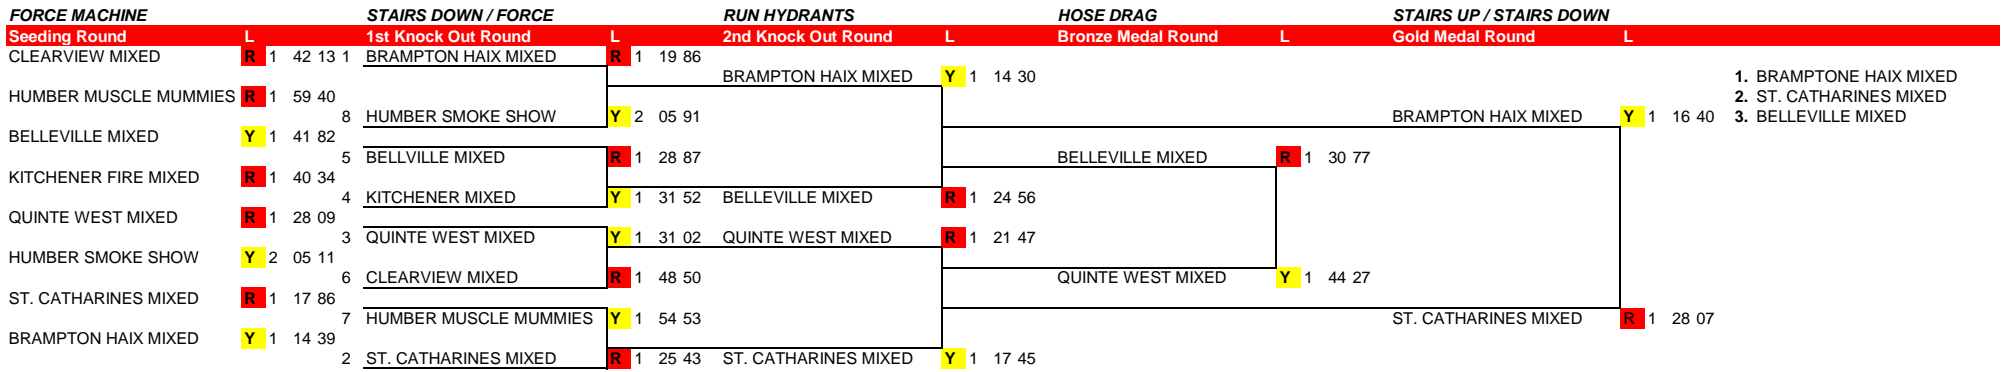 FORCE MACHINE STAIRS DOWN / FORCE RUN HYDRANTS HOSE DRAG STAIRS UP / STAIRS DOWN
Seeding Round L 1st Knock Out Round L 2nd Knock Out Round L Bronze Medal Round L Gold Medal Round L
CLEARVIEW MIXED R 1 42 13 1 BRAMPTON HAIX MIXED R 1 19 86
BRAMPTON HAIX MIXED Y 1 14 30 1. BRAMPTONE HAIX MIXED
HUMBER MUSCLE MUMMIES R 1 59 40 2. ST. CATHARINES MIXED
8 HUMBER SMOKE SHOW Y 2 05 91 BRAMPTON HAIX MIXED Y 1 16 40 3. BELLEVILLE MIXED
BELLEVILLE MIXED Y 1 41 82
5 BELLVILLE MIXED R 1 28 87 BELLEVILLE MIXED R 1 30 77
KITCHENER FIRE MIXED R 1 40 34
4 KITCHENER MIXED Y 1 31 52 BELLEVILLE MIXED R 1 24 56
QUINTE WEST MIXED R 1 28 09
3 QUINTE WEST MIXED Y 1 31 02 QUINTE WEST MIXED R 1 21 47
HUMBER SMOKE SHOW Y 2 05 11
6 CLEARVIEW MIXED R 1 48 50 QUINTE WEST MIXED Y 1 44 27
ST. CATHARINES MIXED R 1 17 86
7 HUMBER MUSCLE MUMMIES Y 1 54 53 ST. CATHARINES MIXED R 1 28 07
BRAMPTON HAIX MIXED Y 1 14 39
2 ST. CATHARINES MIXED R 1 25 43 ST. CATHARINES MIXED Y 1 17 45